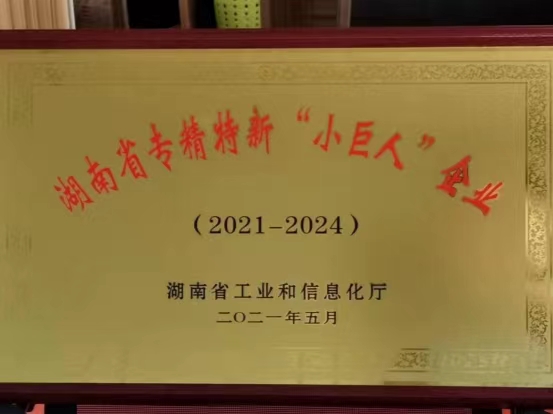 湖南省专精特新“小巨人”企业
（2021-2024）
湖南省工业和信息化厅
二〇二一年五月